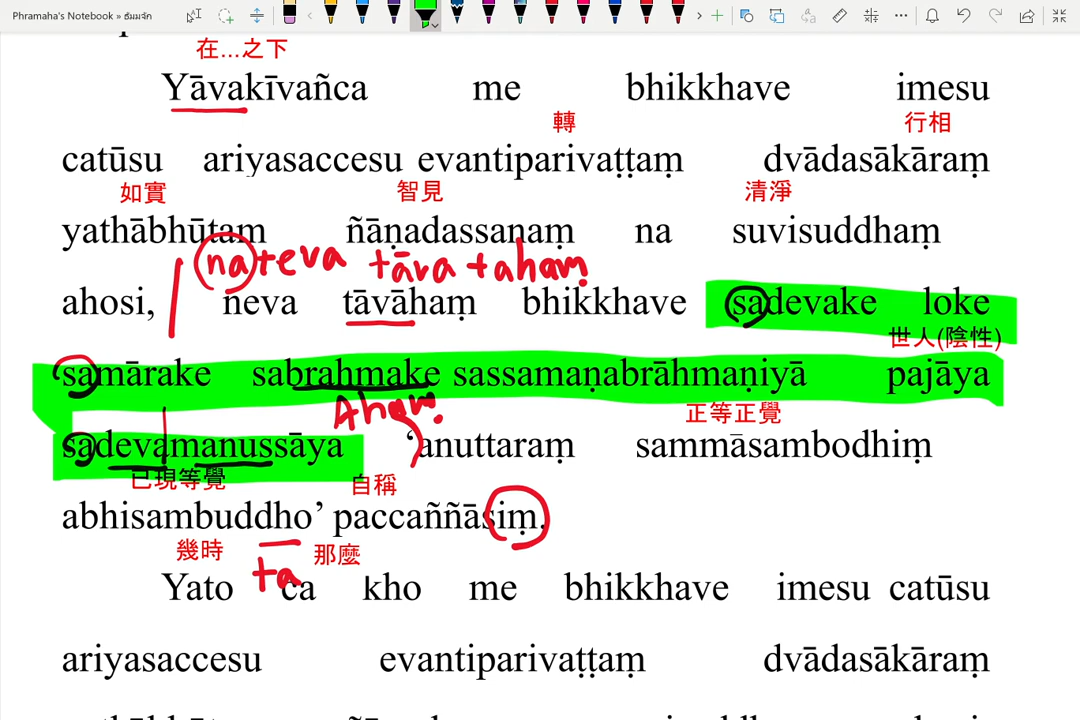 Phramaha's Notebook » ธัมมจัก
在…之下
Yāvakīvañca me bhikkhave imesu
轉 行相
catūsu ariyasaccesu evantiparivaṭṭaṃ dvādasākāraṃ
如實 智見 清淨
yathābhūtaṃ ñāṇadassanaṃ na suvisuddhaṃ
na teva tāva tahaṃ
ahosi, neva tāvāhaṃ bhikkhave sadevake loke
世人(陰性)
samārake sabrahmake sassamaṇabrāhmaṇiyā pajāya
Ahaṃ 正等正覺
sadevamanussāya ‘anuttaraṃ sammāsambodhiṃ
已現等覺 自稱
abhisambuddho’ paccaññāsiṃ.
幾時 ta 那麼
Yato ca kho me bhikkhave imesu catūsu
ariyasaccesu evantiparivaṭṭaṃ dvādasākāraṃ